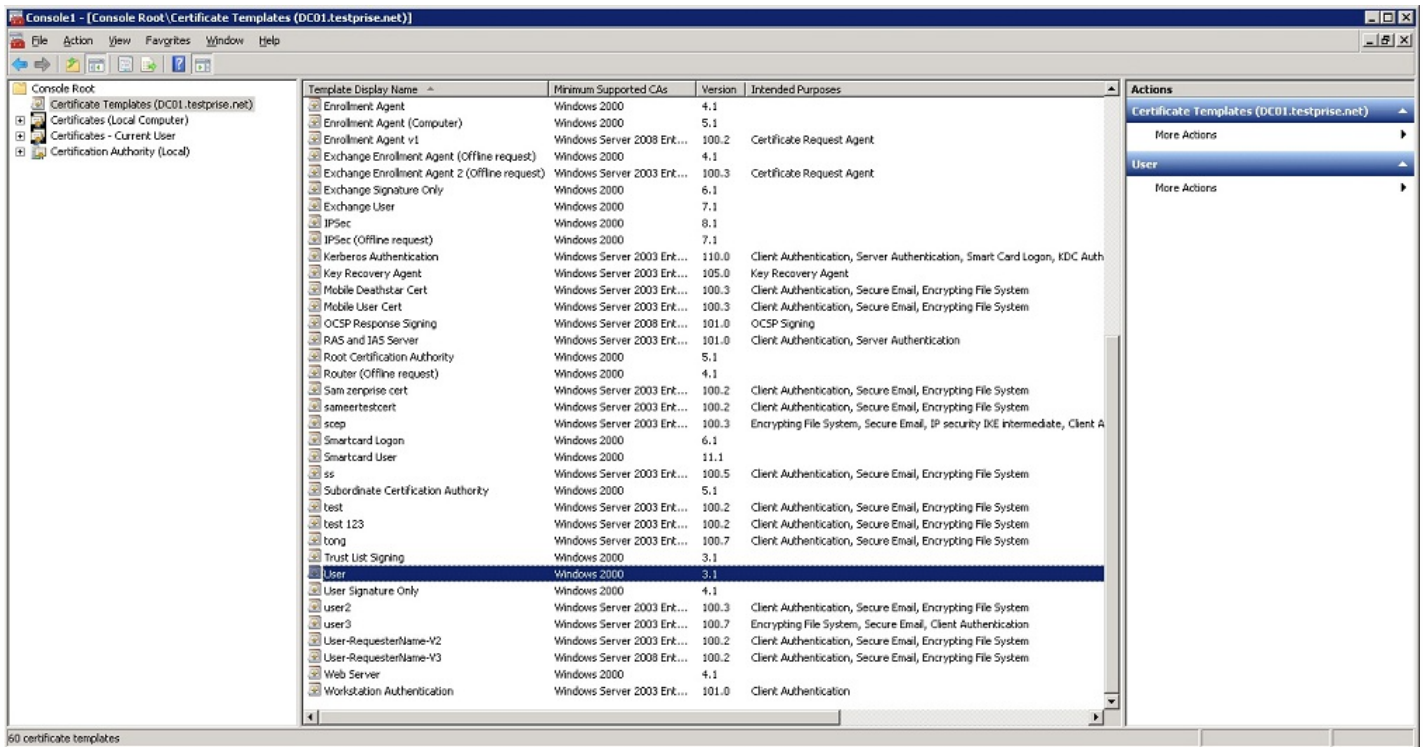 Console1 - [Console Root\Certificate Templates (DC01.testprise.net)]
File Action View Favorites Window Help
Console Root
Certificate Templates (DC01.testprise.net)
Certificates (Local Computer)
Certificates - Current User
Certification Authority (Local)
Template Display Name Minimum Supported CAs Version Intended Purposes
Enrollment Agent Windows 2000 4.1
Enrollment Agent (Computer) Windows 2000 5.1
Enrollment Agent v1 Windows Server 2008 Ent... 100.2 Certificate Request Agent
Exchange Enrollment Agent (Offline request) Windows 2000 4.1
Exchange Enrollment Agent 2 (Offline request) Windows Server 2003 Ent... 100.3 Certificate Request Agent
Exchange Signature Only Windows 2000 6.1
Exchange User Windows 2000 7.1
IPSec Windows 2000 8.1
IPSec (Offline request) Windows 2000 7.1
Kerberos Authentication Windows Server 2003 Ent... 110.0 Client Authentication, Server Authentication, Smart Card Logon, KDC Auth
Key Recovery Agent Windows Server 2003 Ent... 105.0 Key Recovery Agent
Mobile Deathstar Cert Windows Server 2003 Ent... 100.3 Client Authentication, Secure Email, Encrypting File System
Mobile User Cert Windows Server 2003 Ent... 100.3 Client Authentication, Secure Email, Encrypting File System
OCSP Response Signing Windows Server 2008 Ent... 101.0 OCSP Signing
RAS and IAS Server Windows Server 2003 Ent... 101.0 Client Authentication, Server Authentication
Root Certification Authority Windows 2000 5.1
Router (Offline request) Windows 2000 4.1
Sam zenprise cert Windows Server 2003 Ent... 100.2 Client Authentication, Secure Email, Encrypting File System
sameertestcert Windows Server 2003 Ent... 100.2 Client Authentication, Secure Email, Encrypting File System
scep Windows Server 2003 Ent... 100.3 Encrypting File System, Secure Email, IP security IKE intermediate, Client A
Smartcard Logon Windows 2000 6.1
Smartcard User Windows 2000 11.1
ss Windows Server 2003 Ent... 100.5 Client Authentication, Secure Email, Encrypting File System
Subordinate Certification Authority Windows 2000 5.1
test Windows Server 2003 Ent... 100.2 Client Authentication, Secure Email, Encrypting File System
test 123 Windows Server 2003 Ent... 100.2 Client Authentication, Secure Email, Encrypting File System
tong Windows Server 2003 Ent... 100.7 Client Authentication, Secure Email, Encrypting File System
Trust List Signing Windows 2000 3.1
User Windows 2000 3.1
User Signature Only Windows 2000 4.1
user2 Windows Server 2003 Ent... 100.3 Client Authentication, Secure Email, Encrypting File System
user3 Windows Server 2003 Ent... 100.7 Encrypting File System, Secure Email, Client Authentication
User-RequesterName-V2 Windows Server 2003 Ent... 100.2 Client Authentication, Secure Email, Encrypting File System
User-RequesterName-V3 Windows Server 2008 Ent... 100.2 Client Authentication, Secure Email, Encrypting File System
Web Server Windows 2000 4.1
Workstation Authentication Windows Server 2003 Ent... 101.0 Client Authentication
Actions
Certificate Templates (DC01.testprise.net)
More Actions
User
More Actions
60 certificate templates